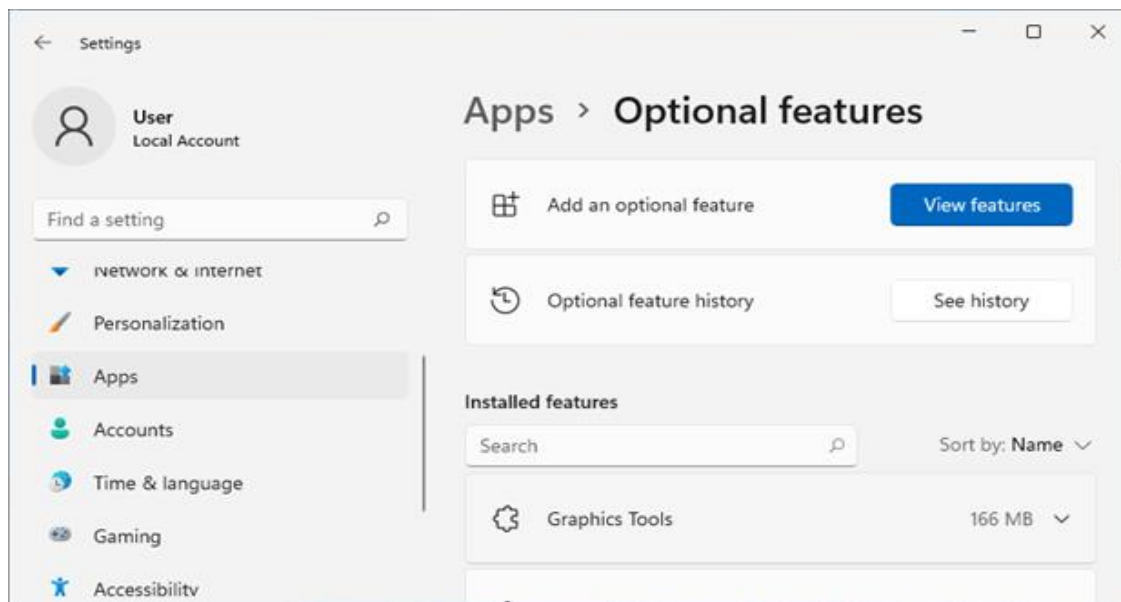 Settings
User
Local Account
Find a setting
Network & internet
Personalization
Apps
Accounts
Time & language
Gaming
Accessibility
Apps > Optional features
Add an optional feature
View features
Optional feature history
See history
Installed features
Search
Sort by: Name
Graphics Tools
166 MB